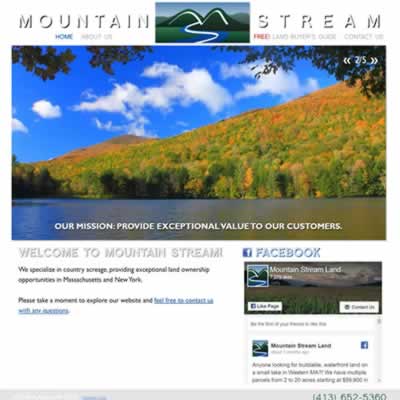 MOUNTAIN STREAM
HOME ABOUT US FREE! LAND BUYER'S GUIDE CONTACT US
« 2/5 »
OUR MISSION: PROVIDE EXCEPTIONAL VALUE TO OUR CUSTOMERS.
WELCOME TO MOUNTAIN STREAM!
We specialize in country acreage, providing exceptional land ownership
opportunities in Massachusetts and New York.
Please take a moment to explore our website and feel free to contact us
with any questions.
f FACEBOOK
Mountain Stream Land
Like Page
Contact Us
Be the first of your friends to like this
Mountain Stream Land
about 2 months ago
Anyone looking for buildable, waterfront land on
a small lake in Western MA?? We have multiple
parcels from 2 to 20 acres starting at $59,900 in
(413) 652-5360